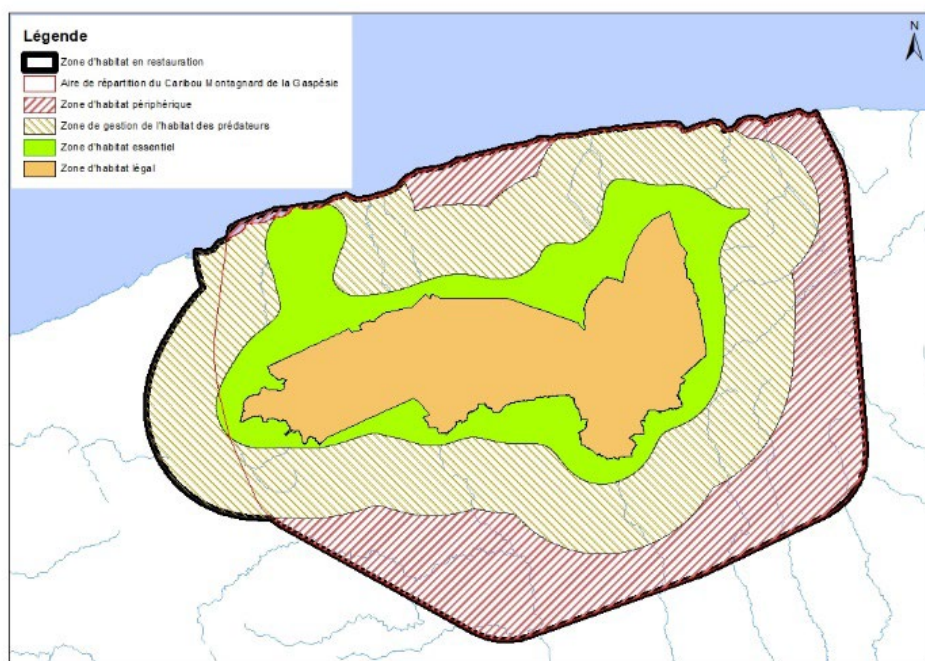 Légende
Zone d'habitat en restauration
Aire de répartition du Caribou Montagnard de la Gaspésie
Zone d'habitat périphérique
Zone de gestion de l'habitat des prédateurs
Zone d'habitat essentiel
Zone d'habitat légal
N